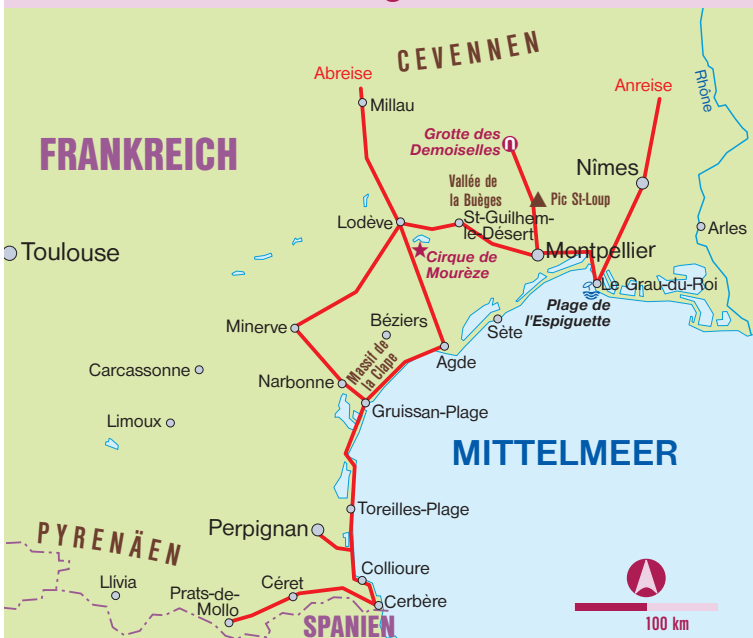 CEVENNEN
Abreise
Anreise
Millau
Rhône
FRANKREICH
Grotte des
Demoiselles
Nîmes
Vallée de
la Buèges
Pic St-Loup
Lodève
St-Guilhem-
le-Désert
Arles
Toulouse
Cirque de
Mourèze
Montpellier
Le Grau-du-Roi
Plage de
l'Espiguette
Minerve
Béziers
Sète
Massif de
la Clape
Agde
Carcassonne
Narbonne
Gruissan-Plage
Limoux
MITTELMEER
Toreilles-Plage
PYRENÄEN
Perpignan
Collioure
Llívia
Céret
Prats-de-
Mollo
Cerbère
SPANIEN
100 km